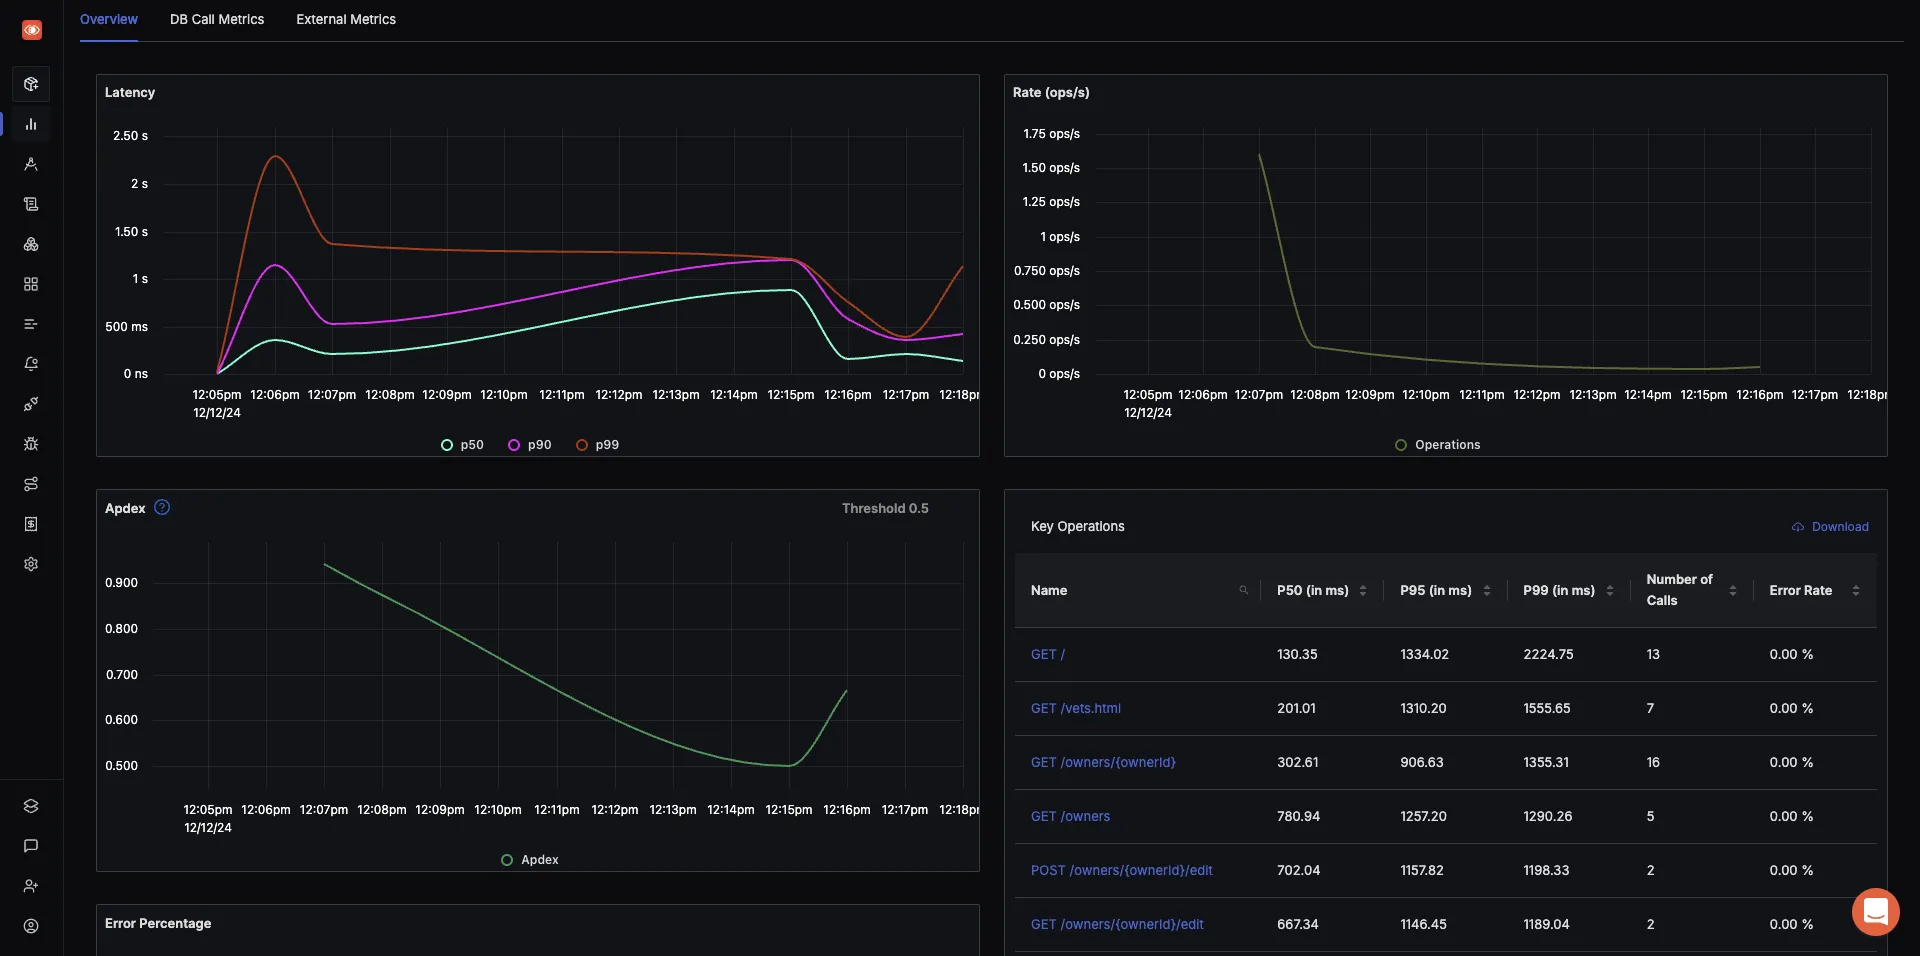 Overview DB Call Metrics External Metrics
Latency
2.50 s
2 s
1.50 s
1 s
500 ms
0 ns
12:05pm 12:06pm 12:07pm 12:08pm 12:09pm 12:10pm 12:11pm 12:12pm 12:13pm 12:14pm 12:15pm 12:16pm 12:17pm 12:18pm
12/12/24
p50 p90 p99
Rate (ops/s)
1.75 ops/s
1.50 ops/s
1.25 ops/s
1 ops/s
0.750 ops/s
0.500 ops/s
0.250 ops/s
0 ops/s
12:05pm 12:06pm 12:07pm 12:08pm 12:09pm 12:10pm 12:11pm 12:12pm 12:13pm 12:14pm 12:15pm 12:16pm 12:17pm 12:18pm
12/12/24
Operations
Apdex ? Threshold 0.5
0.900
0.800
0.700
0.600
0.500
12:05pm 12:06pm 12:07pm 12:08pm 12:09pm 12:10pm 12:11pm 12:12pm 12:13pm 12:14pm 12:15pm 12:16pm 12:17pm 12:18pm
12/12/24
Apdex
Key Operations Download
Name P50 (in ms) P95 (in ms) P99 (in ms) Number of Calls Error Rate
GET / 130.35 1334.02 2224.75 13 0.00 %
GET /vets.html 201.01 1310.20 1555.65 7 0.00 %
GET /owners/{ownerId} 302.61 906.63 1355.31 16 0.00 %
GET /owners 780.94 1257.20 1290.26 5 0.00 %
POST /owners/{ownerId}/edit 702.04 1157.82 1198.33 2 0.00 %
GET /owners/{ownerId}/edit 667.34 1146.45 1189.04 2 0.00 %
Error Percentage